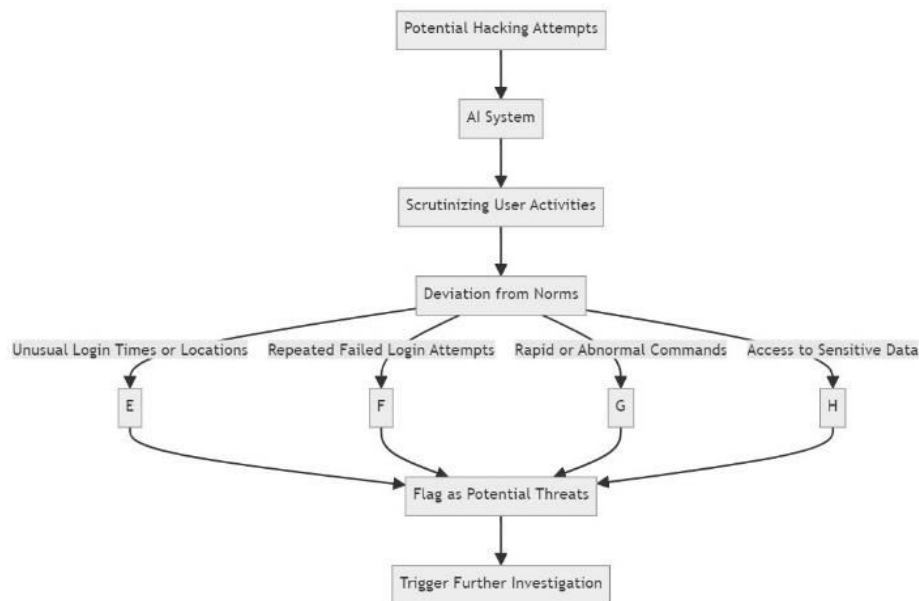 Potential Hacking Attempts
AI System
Scrutinizing User Activities
Deviation from Norms
Unusual Login Times or Locations
Repeated Failed Login Attempts
Rapid or Abnormal Commands
Access to Sensitive Data
E
F
G
H
Flag as Potential Threats
Trigger Further Investigation